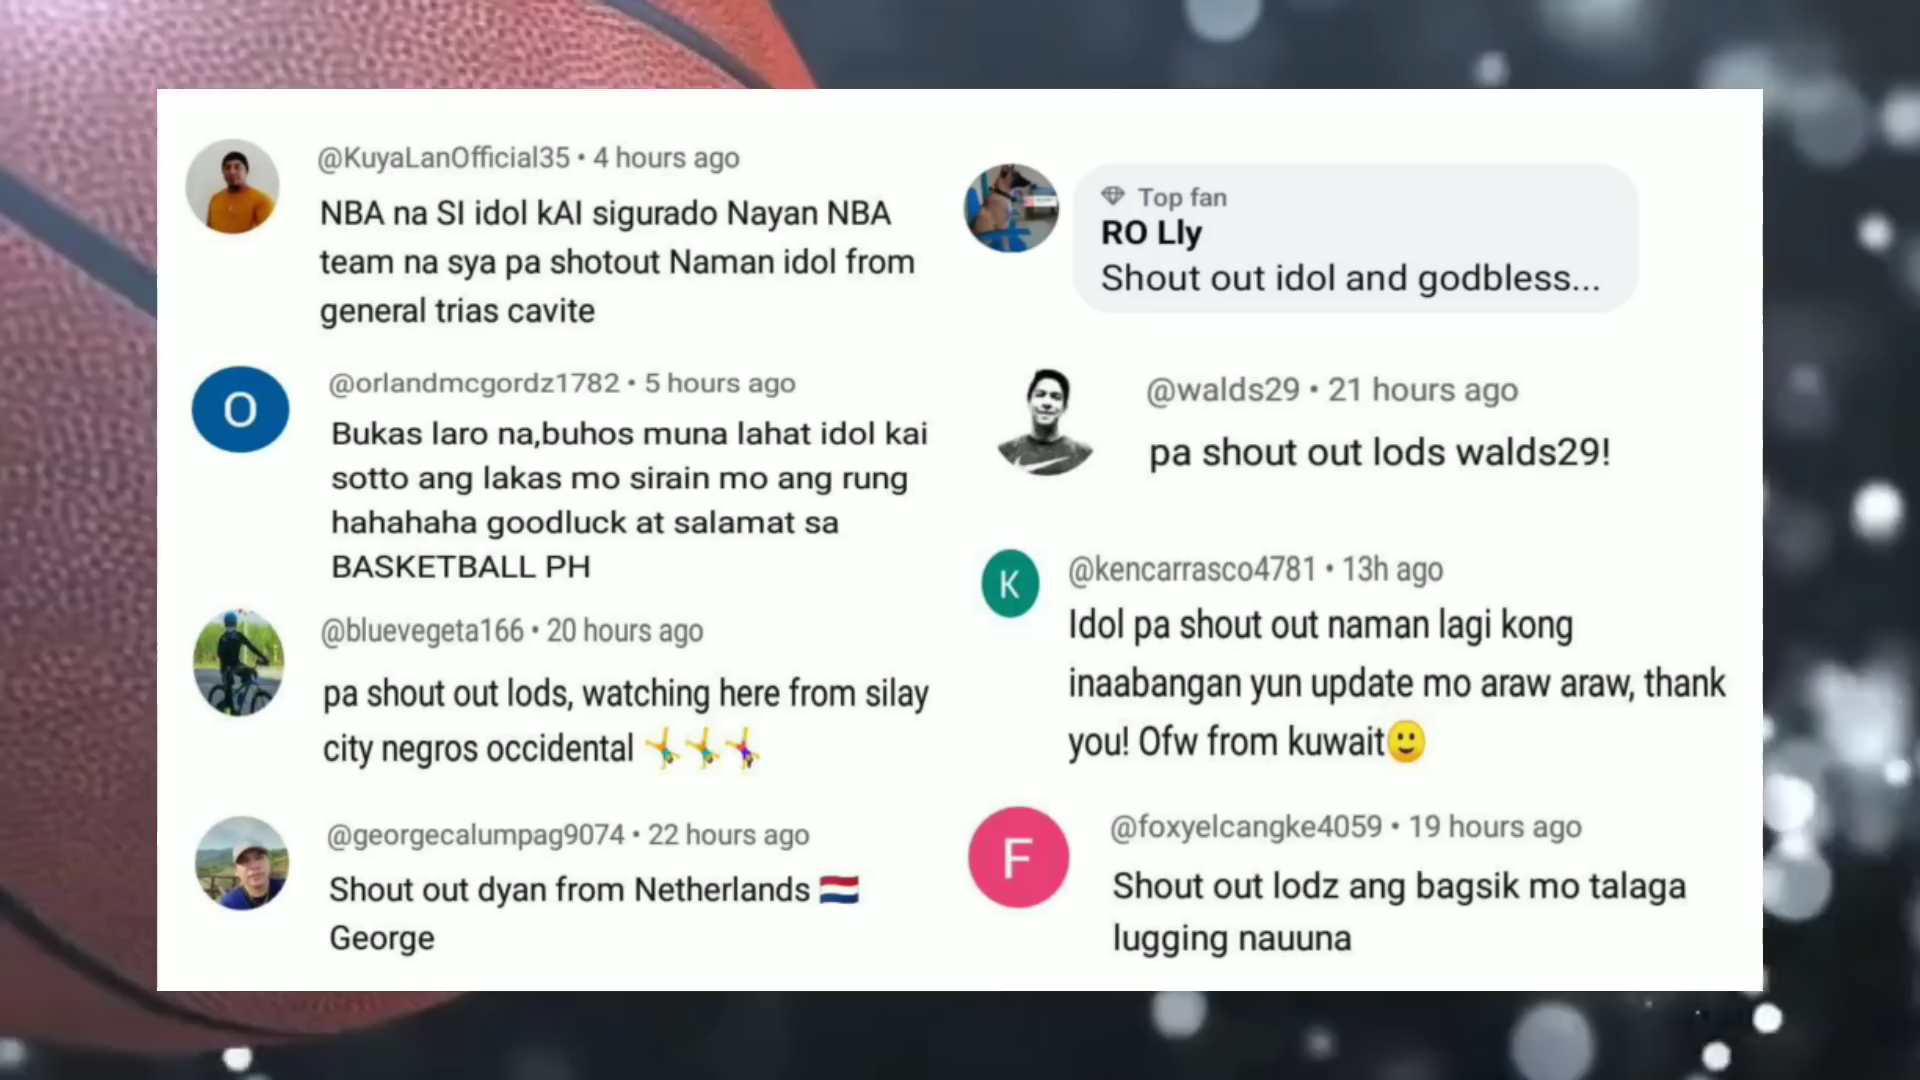 @KuyaLanOfficial35 • 4 hours ago
NBA na SI idol kAI sigurado Nayan NBA
team na sya pa shotout Naman idol from
general trias cavite
O
@orlandmcgordz1782 • 5 hours ago
Bukas laro na,buhos muna lahat idol kai
sotto ang lakas mo sirain mo ang rung
hahahaha goodluck at salamat sa
BASKETBALL PH
@bluevegeta166 • 20 hours ago
pa shout out lods, watching here from silay
city negros occidental 🤸‍♂️🤸‍♂️🤸‍♀️
@georgecalumpag9074 • 22 hours ago
Shout out dyan from Netherlands 🇳🇱
George
Top fan
RO Lly
Shout out idol and godbless...
@walds29 • 21 hours ago
pa shout out lods walds29!
K
@kencarrasco4781 • 13h ago
Idol pa shout out naman lagi kong
inaabangan yun update mo araw araw, thank
you! Ofw from kuwait🙂
F
@foxyelcangke4059 • 19 hours ago
Shout out lodz ang bagsik mo talaga
lugging nauuna